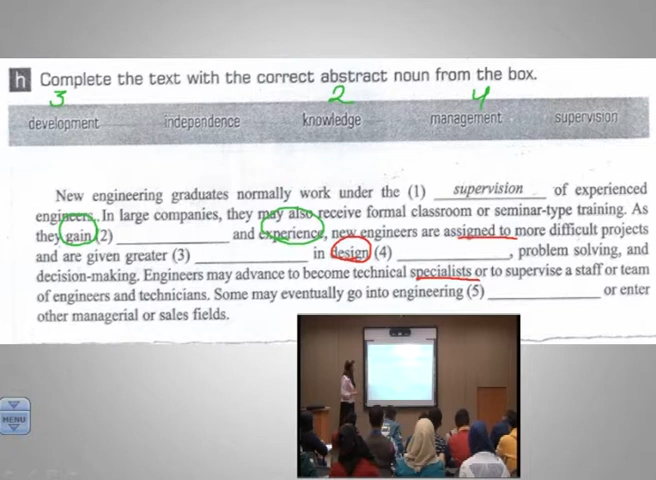 h Complete the text with the correct abstract noun from the box.
3 2 4
development independence knowledge management supervision
New engineering graduates normally work under the (1) supervision of experienced
engineers. In large companies, they may also receive formal classroom or seminar-type training. As
they gain (2) ____________ and experience, new engineers are assigned to more difficult projects
and are given greater (3) ____________ in design (4) ____________, problem solving, and
decision-making. Engineers may advance to become technical specialists or to supervise a staff or team
of engineers and technicians. Some may eventually go into engineering (5) ____________ or enter
other managerial or sales fields.
MENU